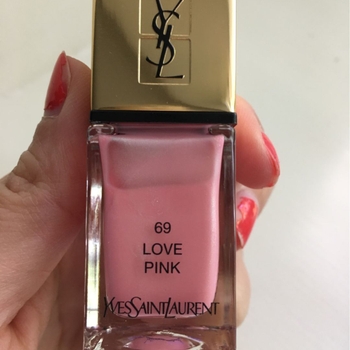 YSL
69
LOVE
PINK
YVESSAINTLAURENT